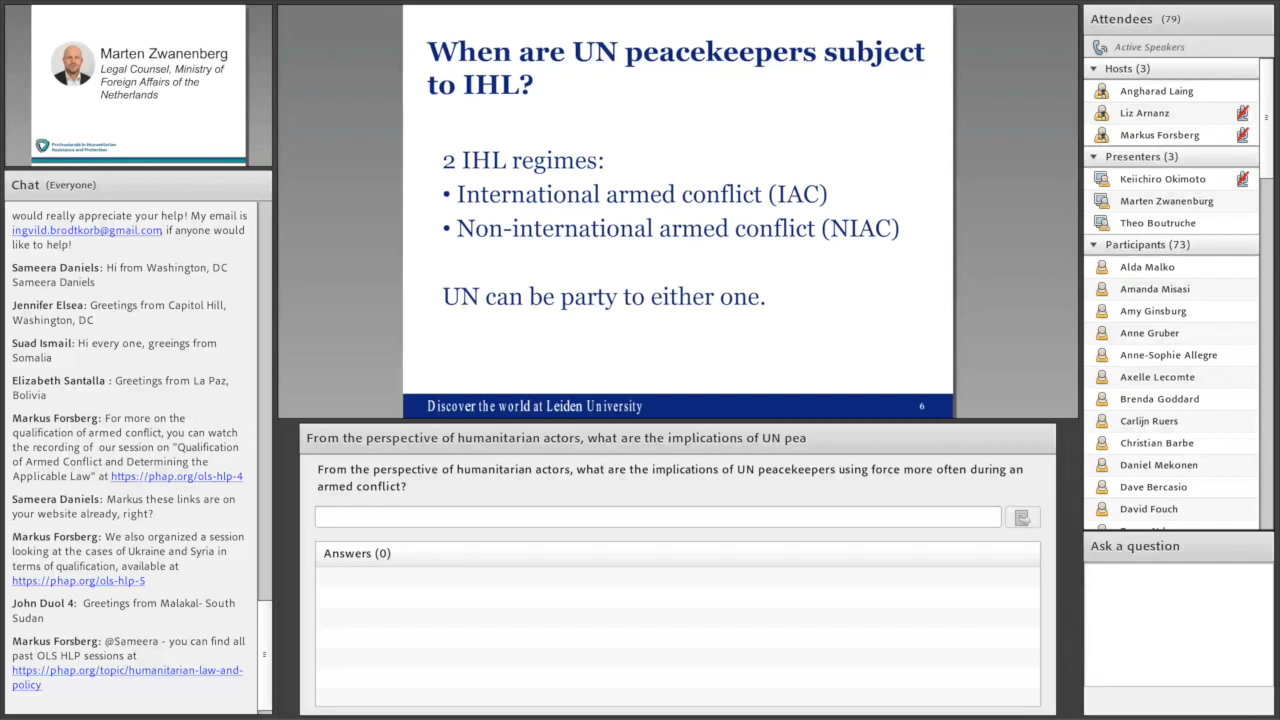 Marten Zwanenberg
Legal Counsel, Ministry of
Foreign Affairs of the
Netherlands
Professionals in Humanitarian
Assistance and Protection
Chat (Everyone)
would really appreciate your help! My email is
ingvild.brodtkorb@gmail.com, if anyone would
like to help!
Sameera Daniels: Hi from Washington, DC
Sameera Daniels
Jennifer Elsea: Greetings from Capitol Hill,
Washington, DC
Suad Ismail: Hi every one, greeings from
Somalia
Elizabeth Santalla : Greetings from La Paz,
Bolivia
Markus Forsberg: For more on the
qualification of armed conflict, you can watch
the recording of our session on "Qualification
of Armed Conflict and Determining the
Applicable Law" at https://phap.org/ols-hlp-4
Sameera Daniels: Markus these links are on
your website already, right?
Markus Forsberg: We also organized a session
looking at the cases of Ukraine and Syria in
terms of qualification, available at
https://phap.org/ols-hlp-5
John Duol 4: Greetings from Malakal- South
Sudan
Markus Forsberg: @Sameera - you can find all
past OLS HLP sessions at
https://phap.org/topic/humanitarian-law-and-
policy
When are UN peacekeepers subject
to IHL?
2 IHL regimes:
• International armed conflict (IAC)
• Non-international armed conflict (NIAC)
UN can be party to either one.
Discover the world at Leiden University
6
From the perspective of humanitarian actors, what are the implications of UN pea
From the perspective of humanitarian actors, what are the implications of UN peacekeepers using force more often during an
armed conflict?
Answers (0)
Attendees (79)
Active Speakers
Hosts (3)
Angharad Laing
Liz Arnanz
Markus Forsberg
Presenters (3)
Keiichiro Okimoto
Marten Zwanenburg
Theo Boutruche
Participants (73)
Alda Malko
Amanda Misasi
Amy Ginsburg
Anne Gruber
Anne-Sophie Allegre
Axelle Lecomte
Brenda Goddard
Carlijn Ruers
Christian Barbe
Daniel Mekonen
Dave Bercasio
David Fouch
Ask a question